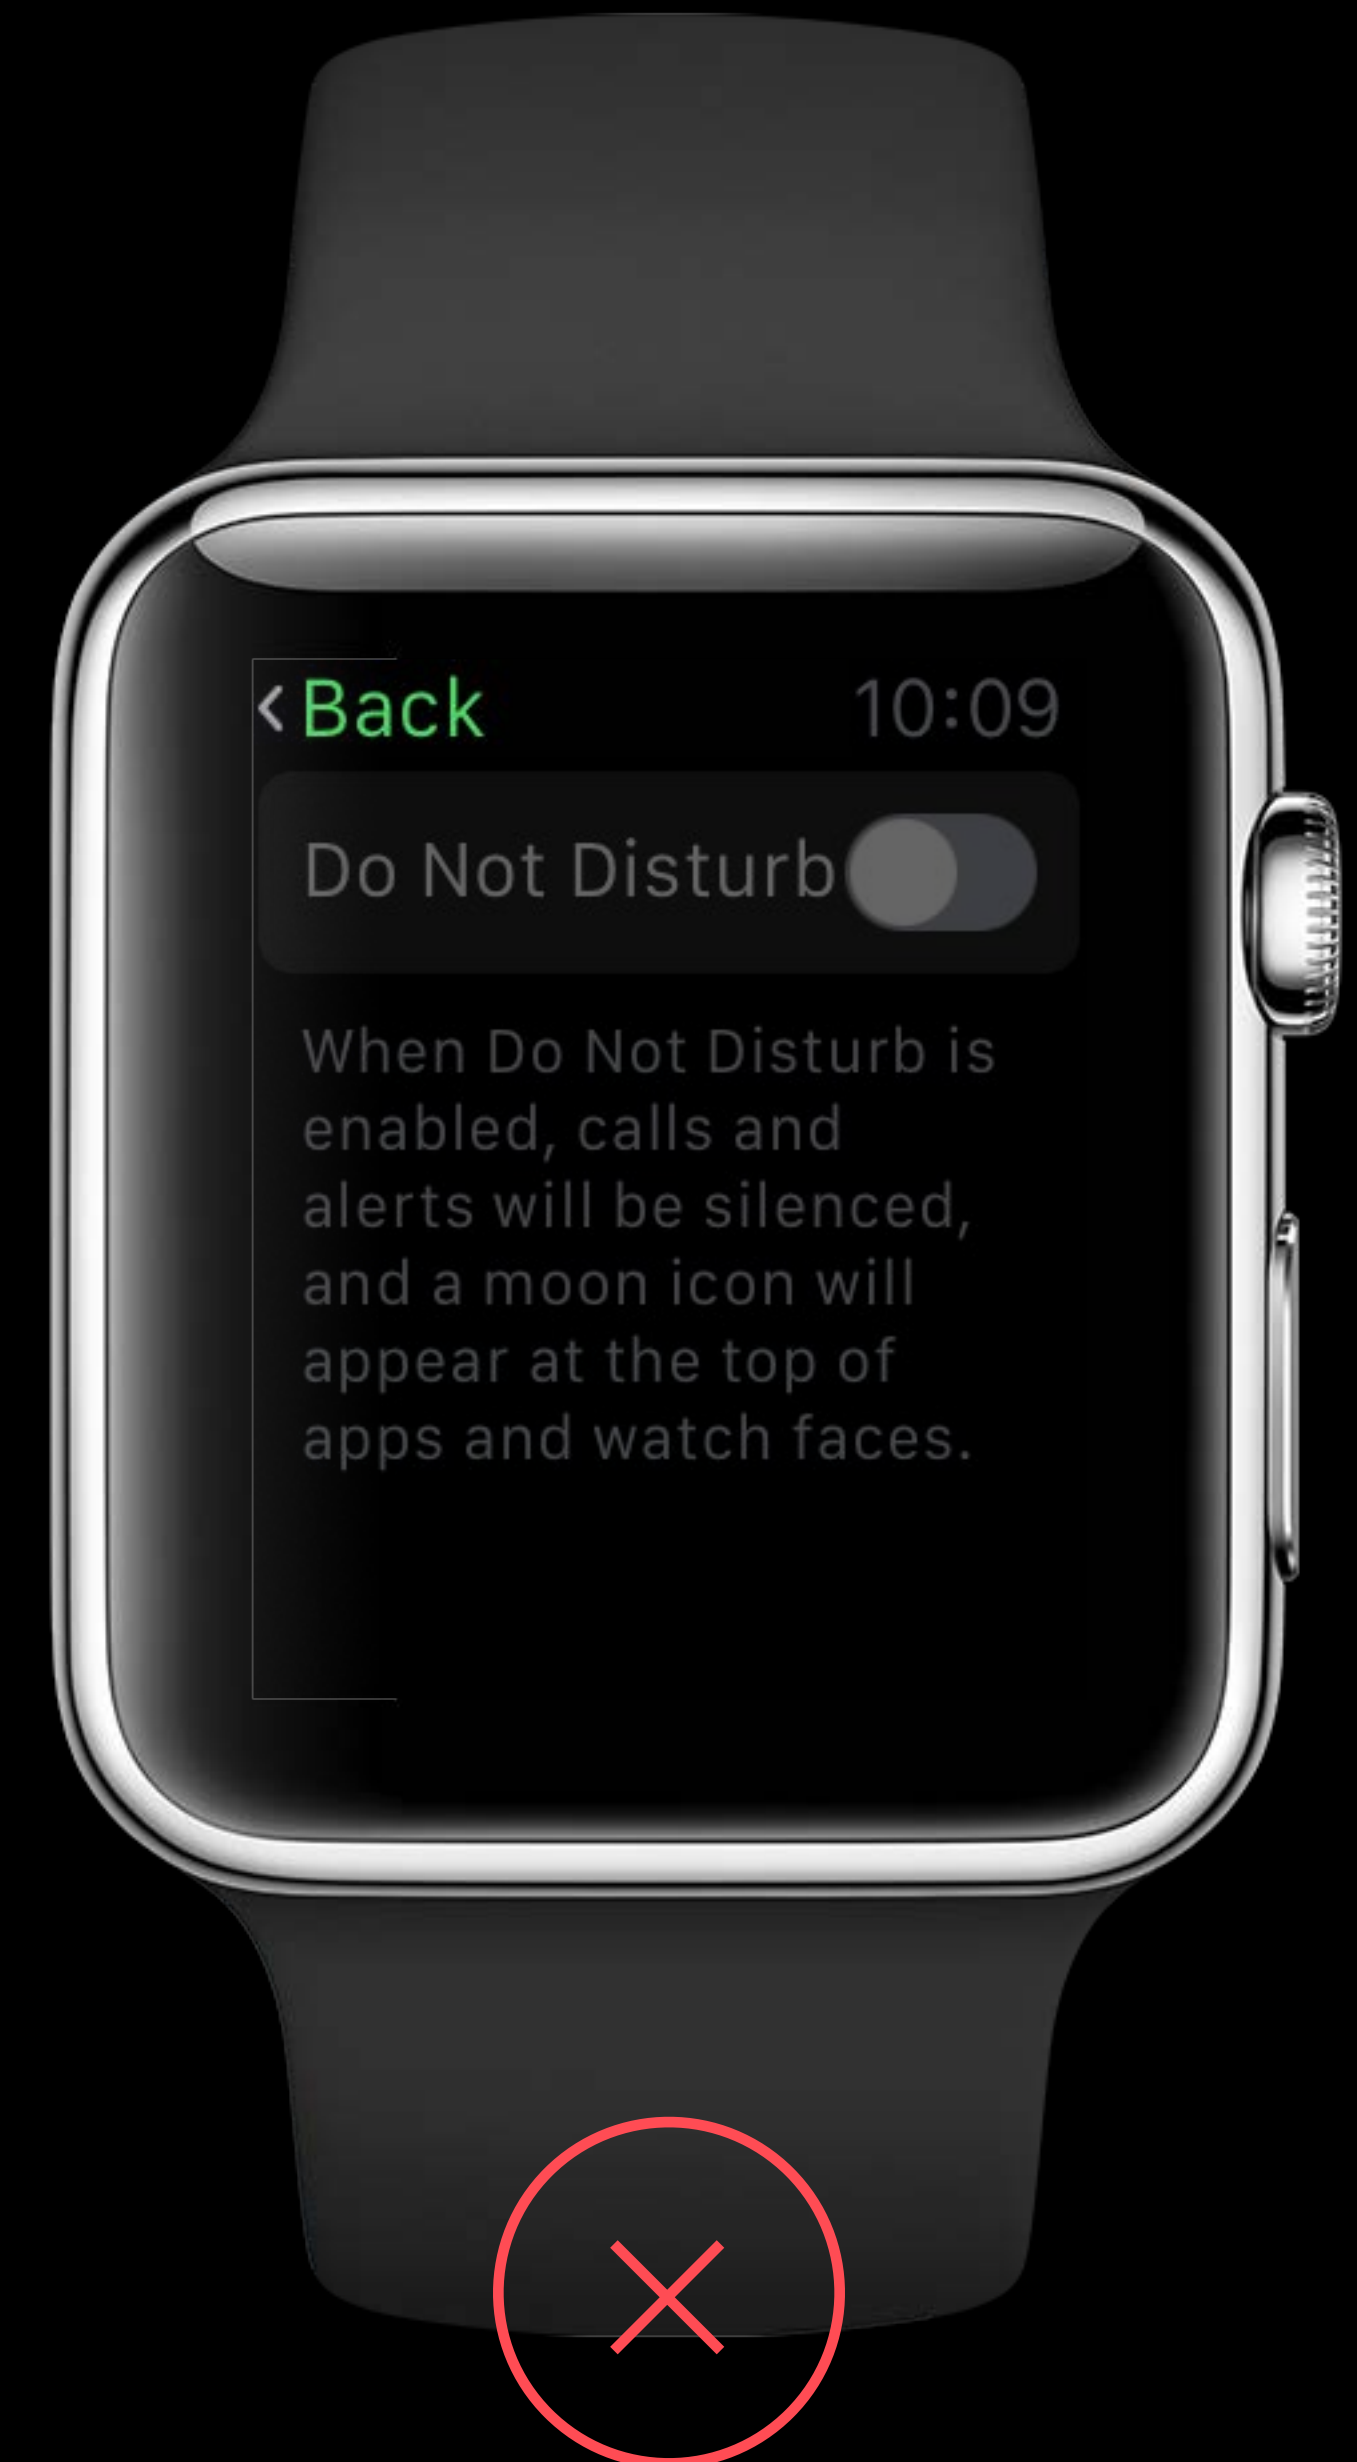 < Back 10:09
Do Not Disturb
When Do Not Disturb is
enabled, calls and
alerts will be silenced,
and a moon icon will
appear at the top of
apps and watch faces.